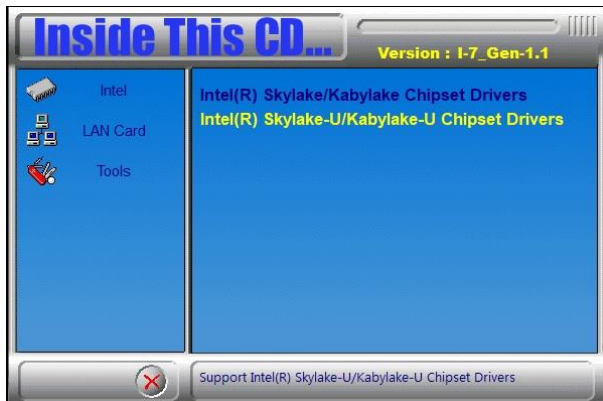 Inside This CD...
Version : I-7_Gen-1.1
Intel
LAN Card
Tools
Intel(R) Skylake/Kabylake Chipset Drivers
Intel(R) Skylake-U/Kabylake-U Chipset Drivers
Support Intel(R) Skylake-U/Kabylake-U Chipset Drivers